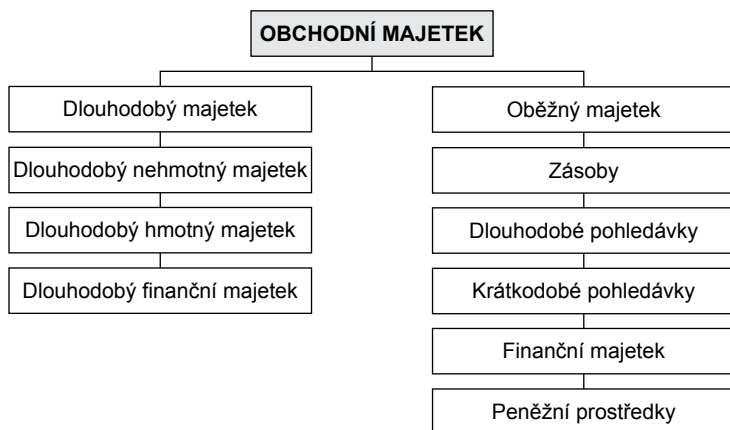 OBCHODNÍ MAJETEK
Dlouhodobý majetek
Dlouhodobý nehmotný majetek
Dlouhodobý hmotný majetek
Dlouhodobý finanční majetek
Oběžný majetek
Zásoby
Dlouhodobé pohledávky
Krátkodobé pohledávky
Finanční majetek
Peněžní prostředky